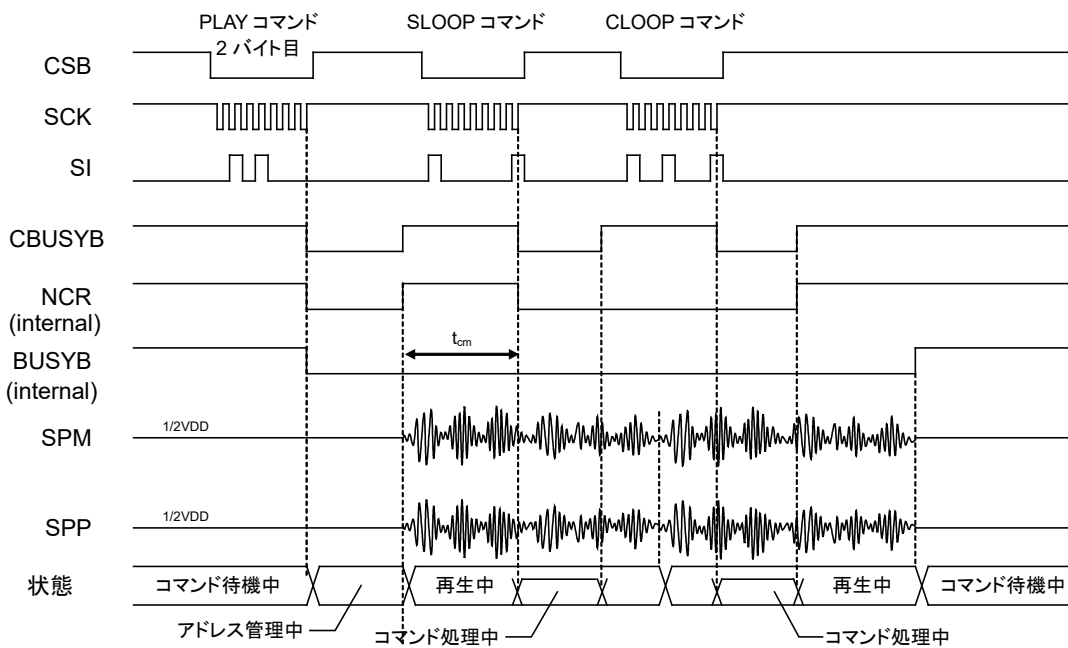 PLAY コマンド
2 バイト目
SLOOP コマンド
CLOOP コマンド
CSB
SCK
SI
CBUSYB
NCR
(internal)
tcm
BUSYB
(internal)
SPM
1/2VDD
SPP
1/2VDD
状態
コマンド待機中
再生中
再生中
コマンド待機中
アドレス管理中
コマンド処理中
コマンド処理中